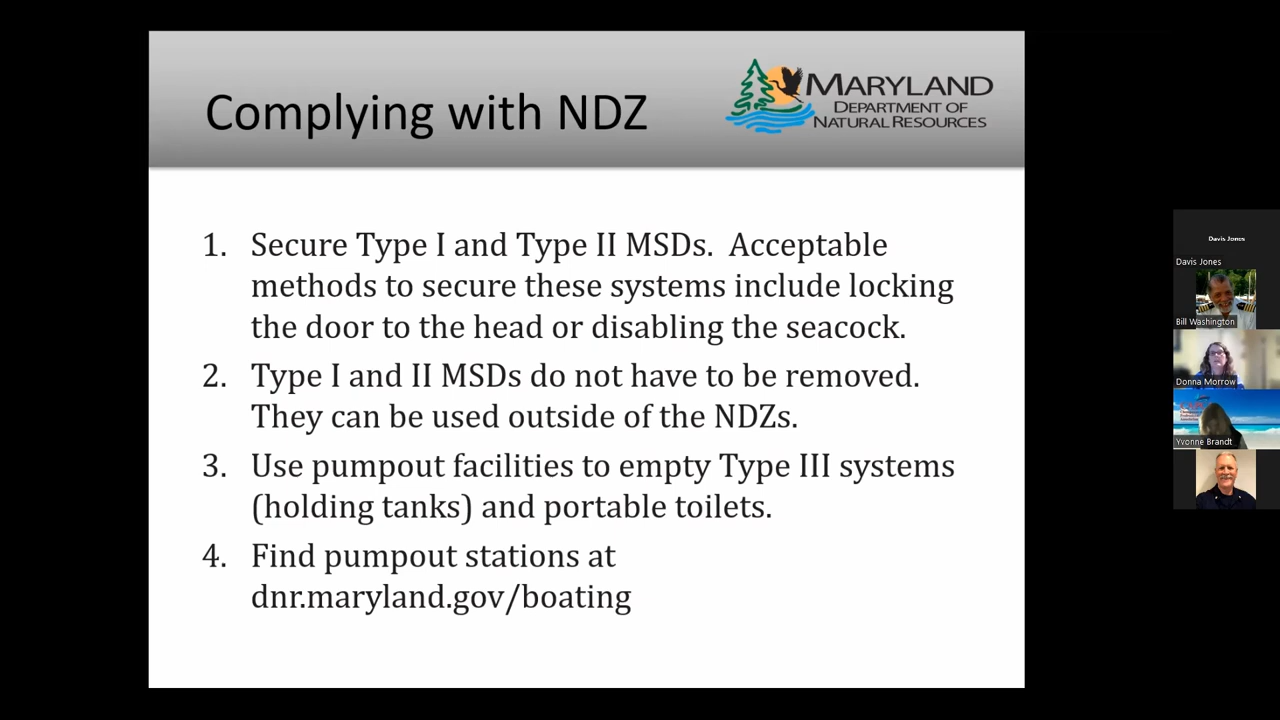 Complying with NDZ
MARYLAND
DEPARTMENT OF
NATURAL RESOURCES
1. Secure Type I and Type II MSDs.  Acceptable
methods to secure these systems include locking
the door to the head or disabling the seacock.
2. Type I and II MSDs do not have to be removed.
They can be used outside of the NDZs.
3. Use pumpout facilities to empty Type III systems
(holding tanks) and portable toilets.
4. Find pumpout stations at
dnr.maryland.gov/boating
Davis Jones
Davis Jones
Bill Washington
Donna Morrow
Yvonne Brandt